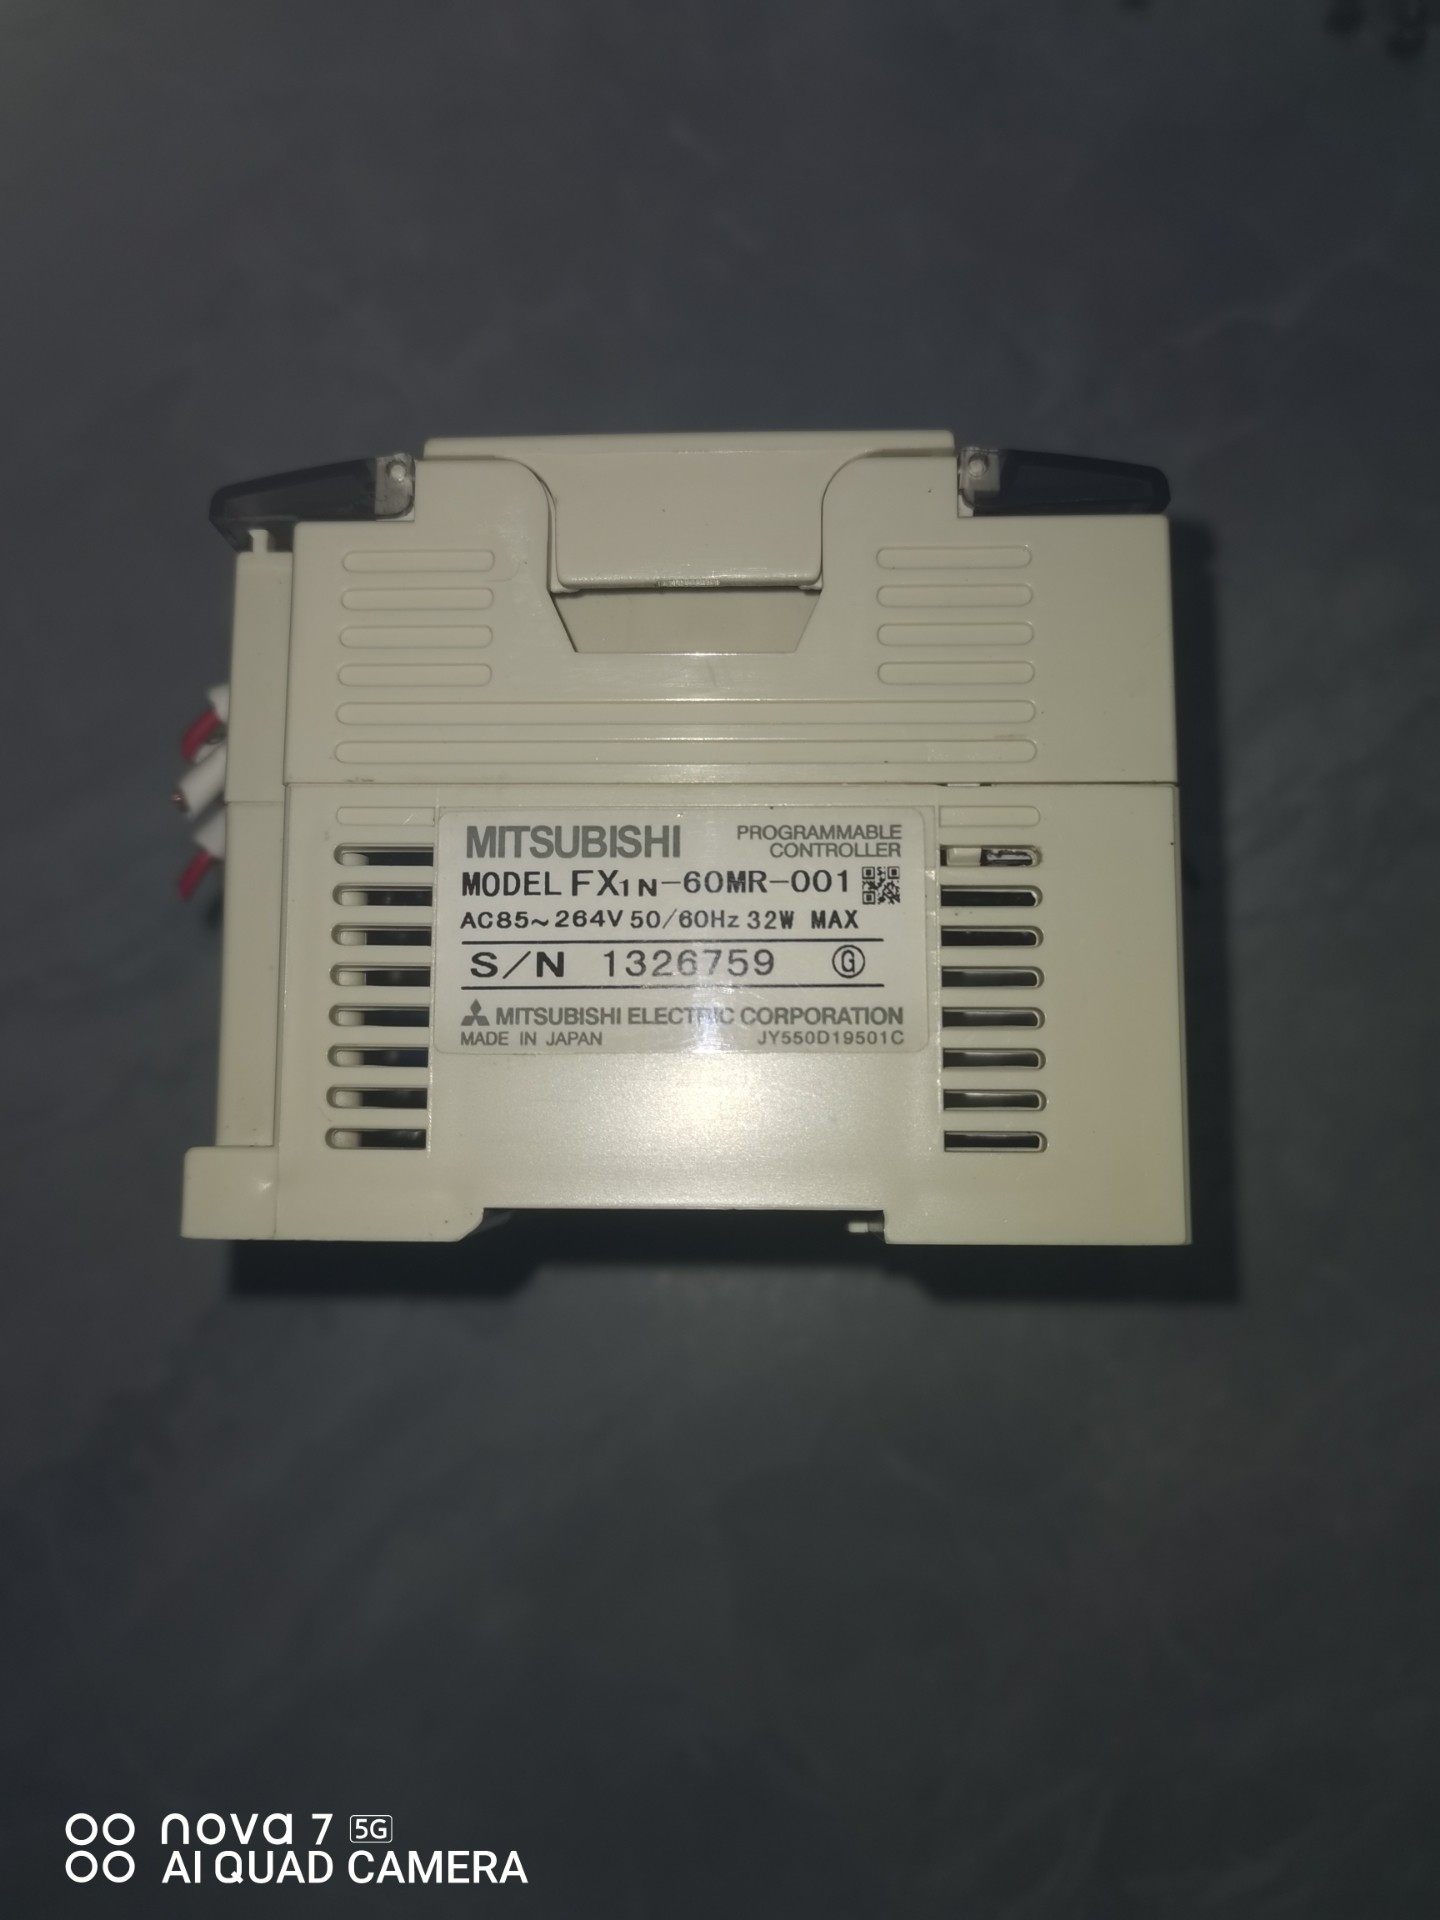 MITSUBISHI PROGRAMMABLE CONTROLLER
MODEL FX1N-60MR-001
AC85~264V 50/60Hz 32W MAX
S/N 1326759 G
MITSUBISHI ELECTRIC CORPORATION
MADE IN JAPAN JY550D19501C
nova 7 5G
AI QUAD CAMERA